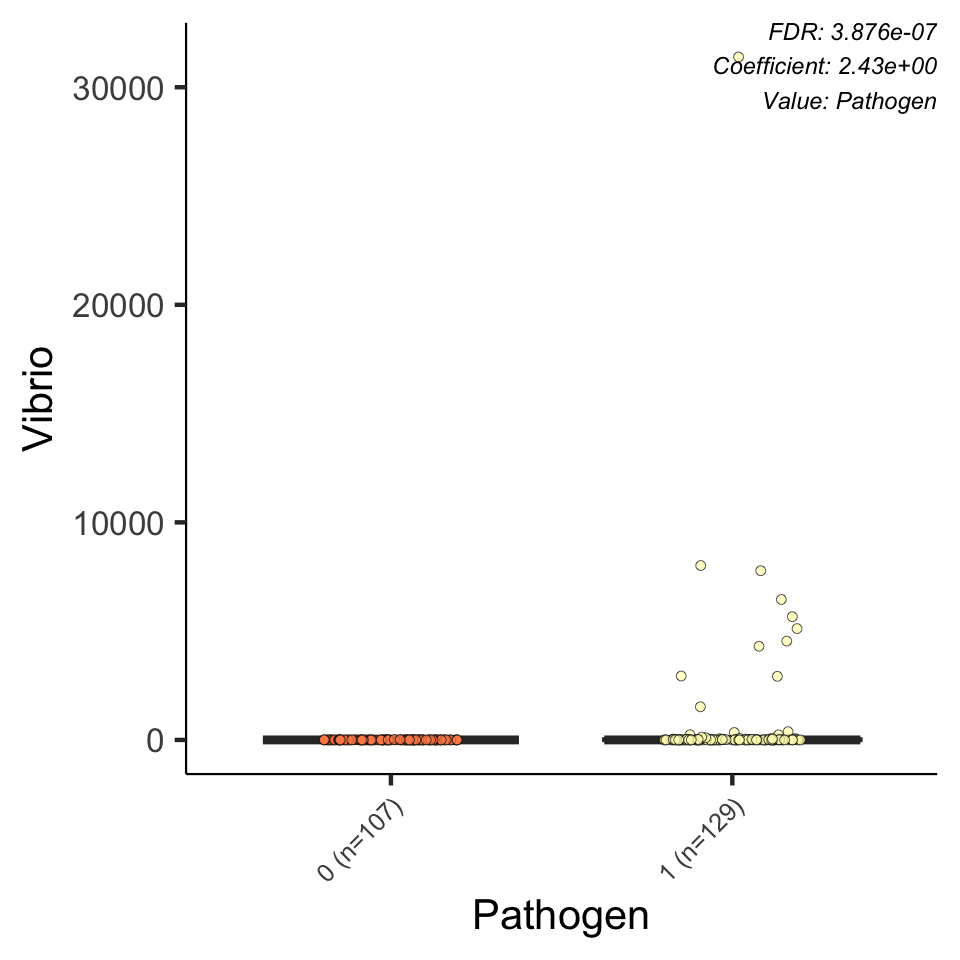 FDR: 3.876e-07
Coefficient: 2.43e+00
Value: Pathogen
30000
20000
10000
0
Vibrio
0 (n=107)
1 (n=129)
Pathogen